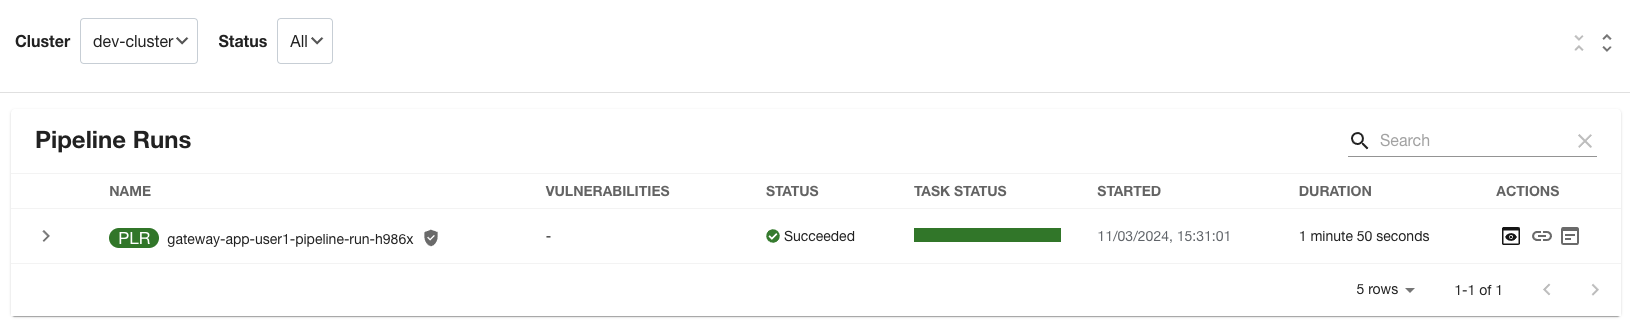 Cluster dev-cluster Status All
Pipeline Runs Search
NAME VULNERABILITIES STATUS TASK STATUS STARTED DURATION ACTIONS
PLR gateway-app-user1-pipeline-run-h986x - Succeeded 11/03/2024, 15:31:01 1 minute 50 seconds
5 rows 1-1 of 1